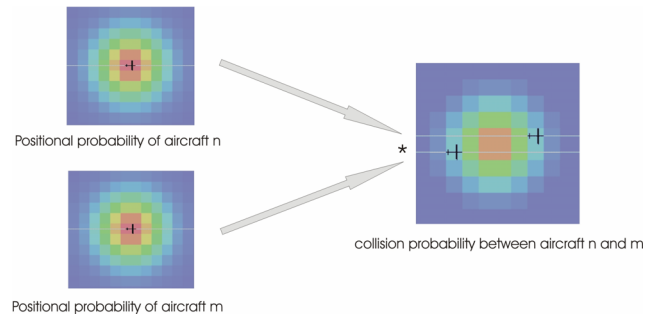 Positional probability of aircraft n
*
collision probability between aircraft n and m
Positional probability of aircraft m